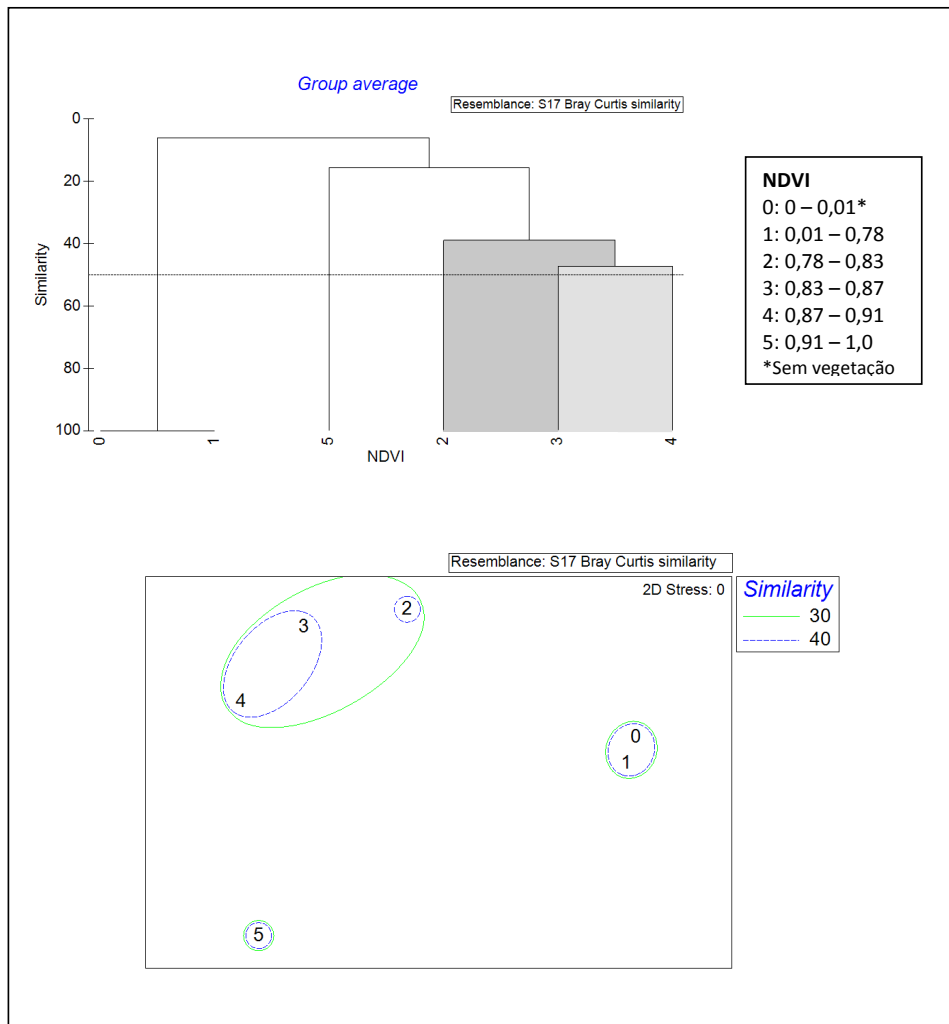 Group average
Resemblance: S17 Bray Curtis similarity
0
20
40
60
80
100
Similarity
0
1
5
2
3
4
NDVI
NDVI
0: 0 – 0,01*
1: 0,01 – 0,78
2: 0,78 – 0,83
3: 0,83 – 0,87
4: 0,87 – 0,91
5: 0,91 – 1,0
*Sem vegetação
Resemblance: S17 Bray Curtis similarity
2D Stress: 0
Similarity
30
40
2
3
4
0
1
5